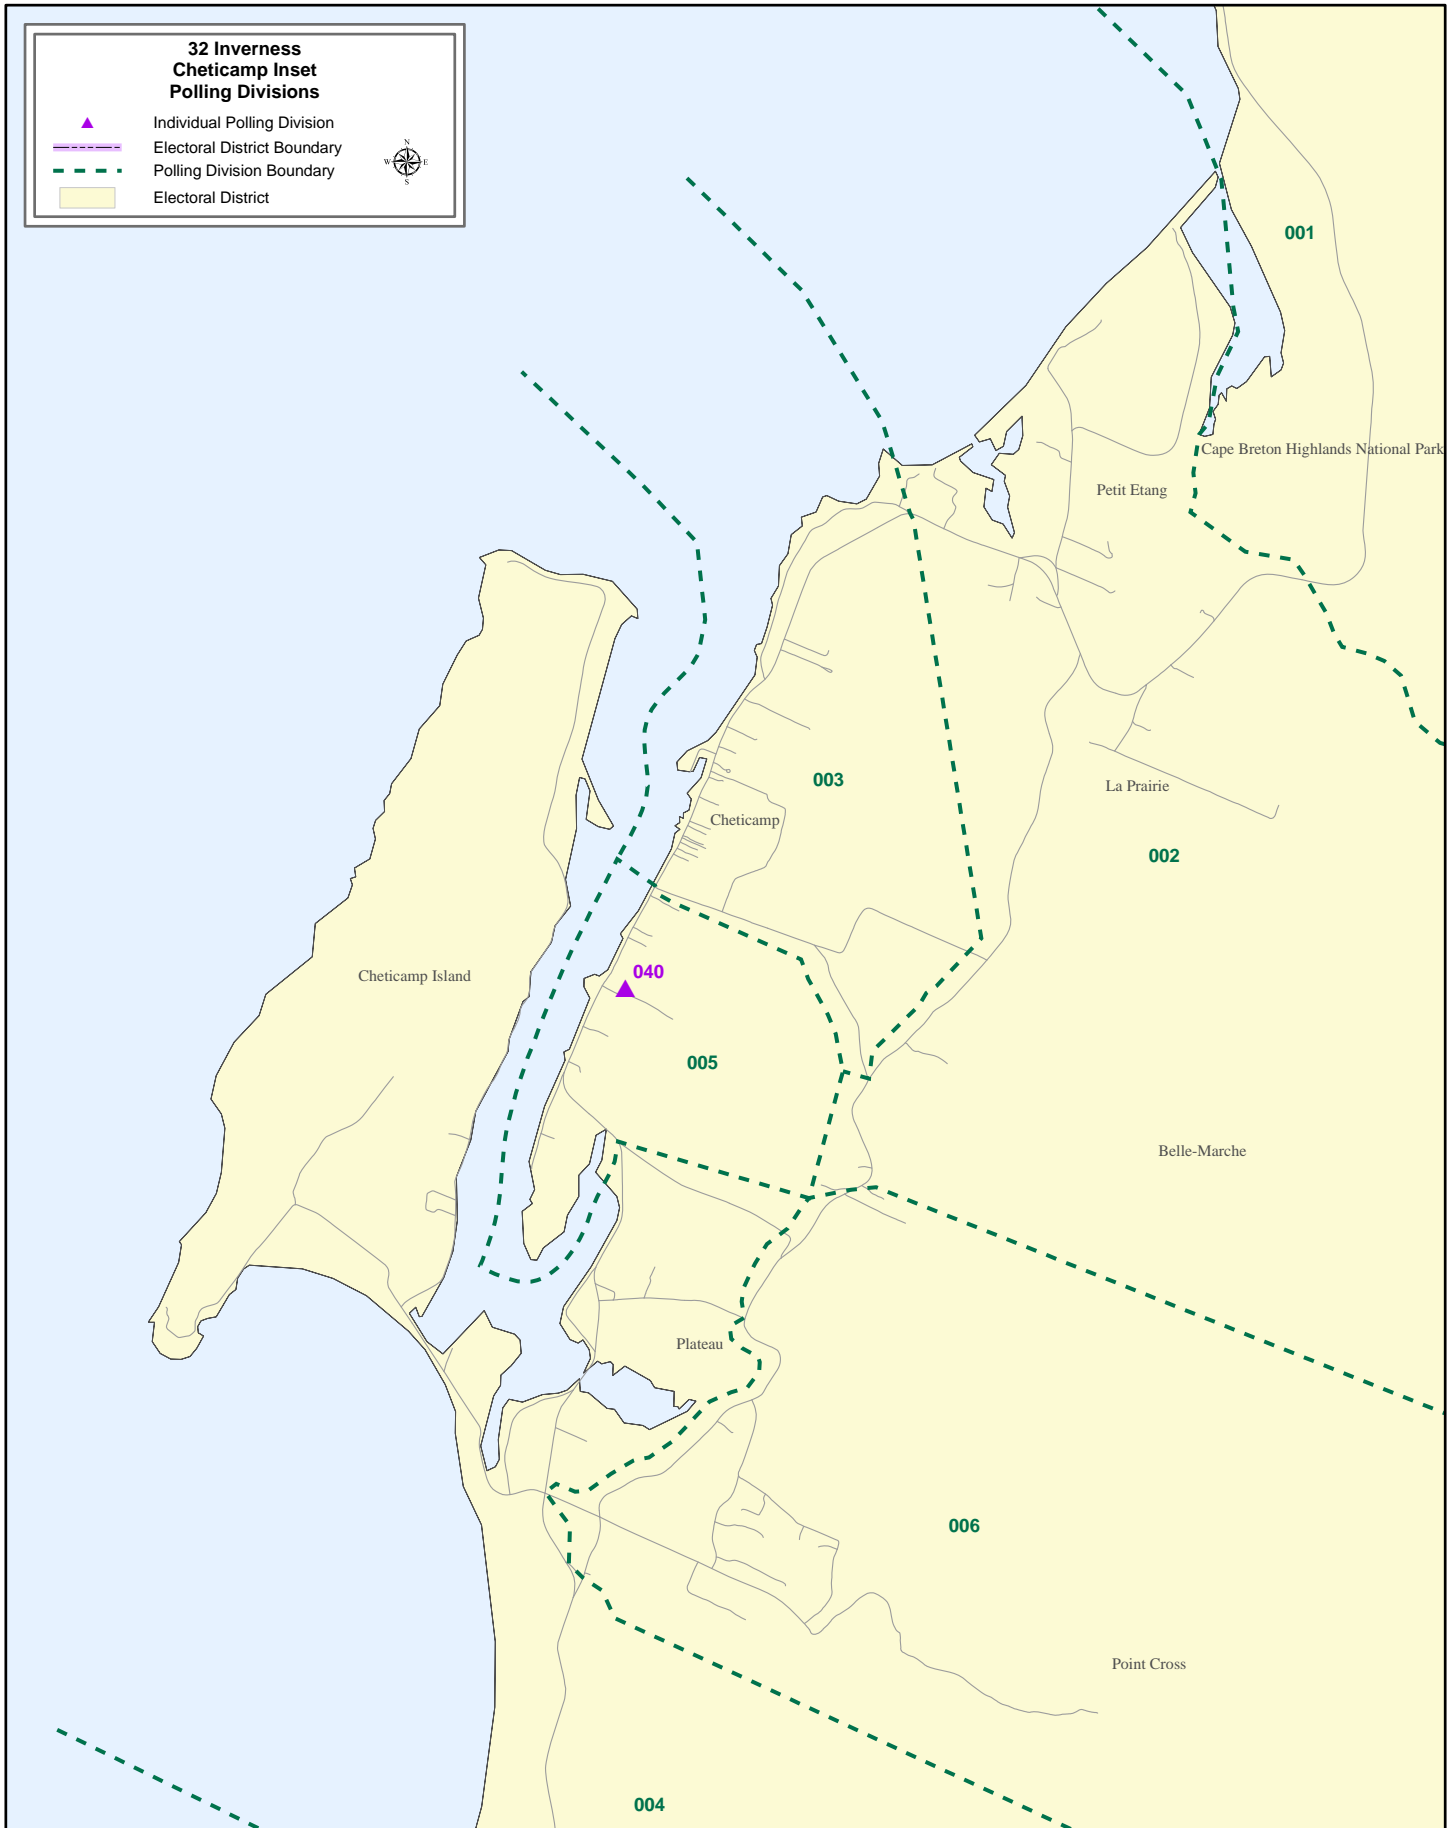 32 Inverness
Cheticamp Inset
Polling Divisions
Individual Polling Division
Electoral District Boundary
Polling Division Boundary
Electoral District
N
W E
S
001
Cape Breton Highlands National Park
Petit Etang
003
La Prairie
Cheticamp
002
040
Cheticamp Island
005
Belle-Marche
Plateau
006
Point Cross
004